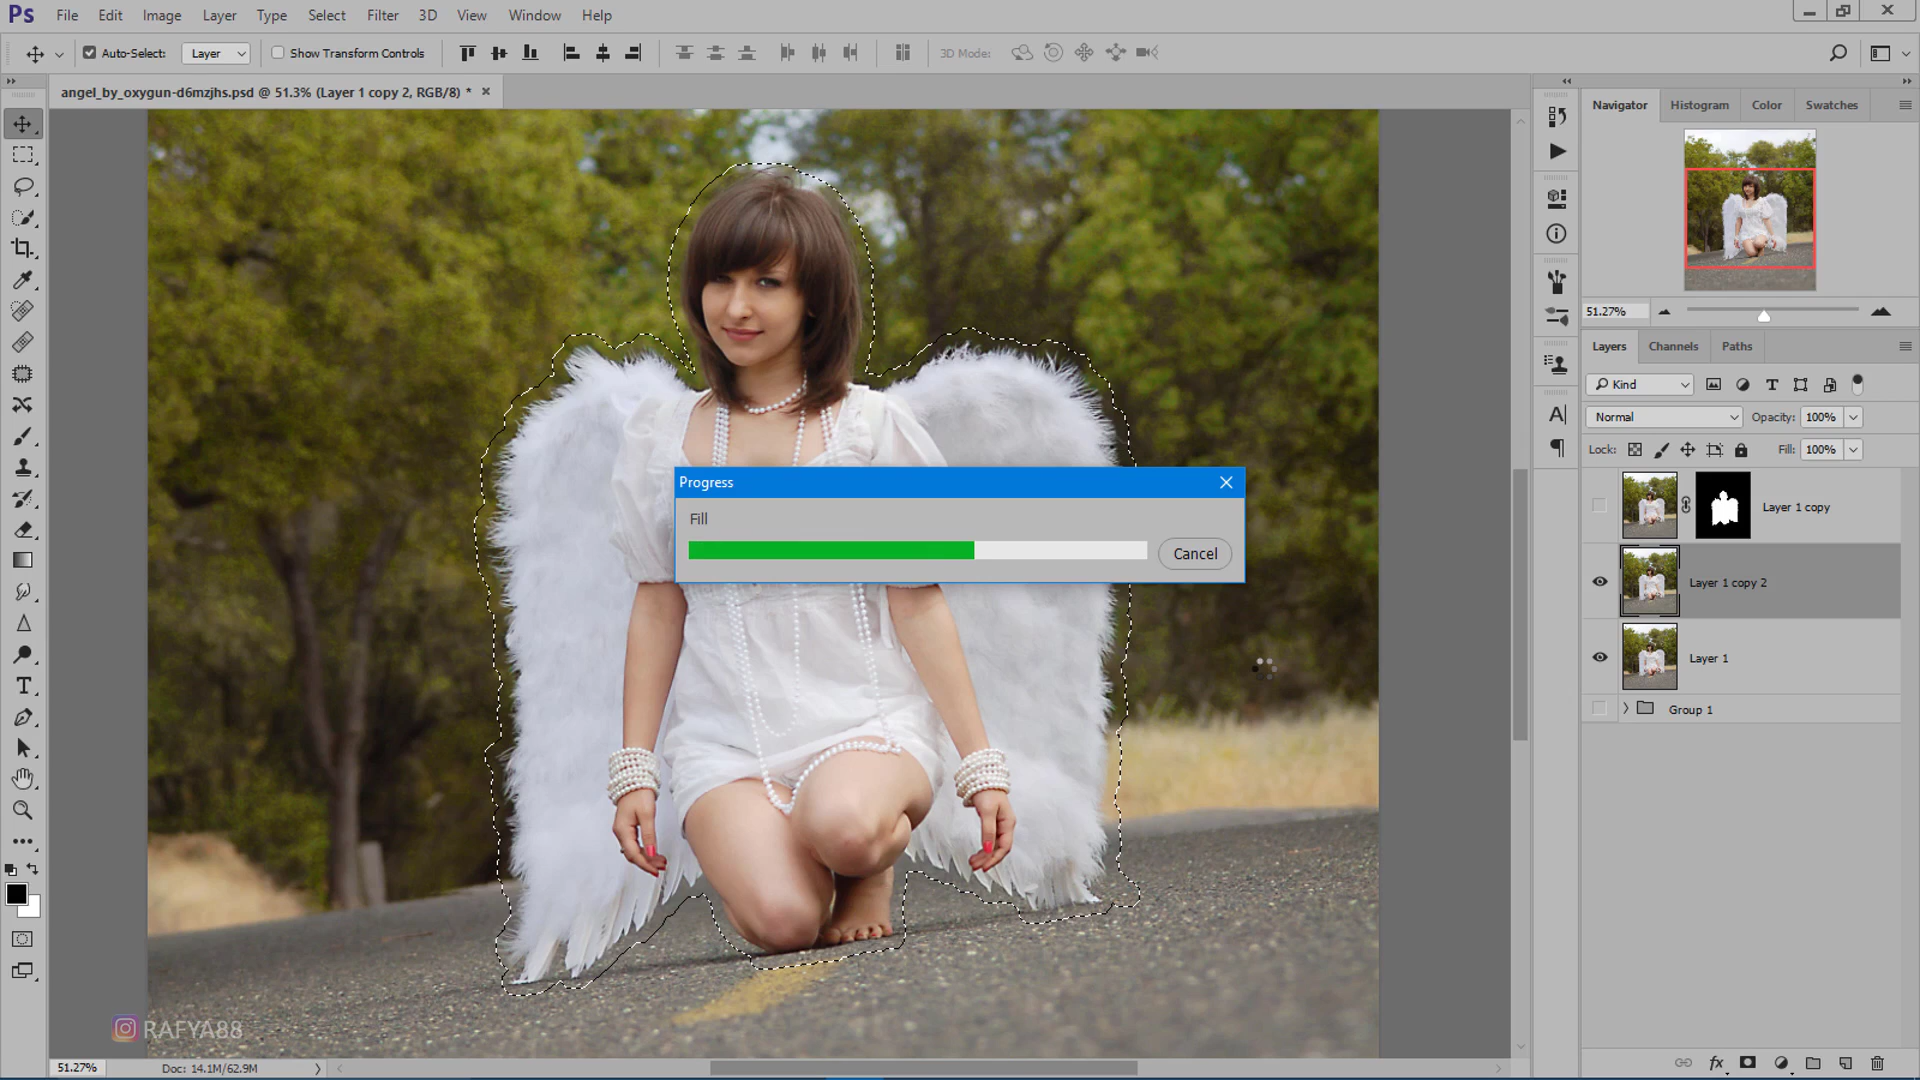 Ps File Edit Image Layer Type Select Filter 3D View Window Help
Auto-Select: Layer Show Transform Controls 3D Mode:
angel_by_oxygun-d6mzjhs.psd @ 51.3% (Layer 1 copy 2, RGB/8) *
Navigator Histogram Color Swatches
51.27%
Layers Channels Paths
Kind
Normal Opacity: 100%
Lock: Fill: 100%
Layer 1 copy
Layer 1 copy 2
Layer 1
Group 1
Progress
Fill
Cancel
RAFYA88
51.27% Doc: 14.1M/62.9M
fx